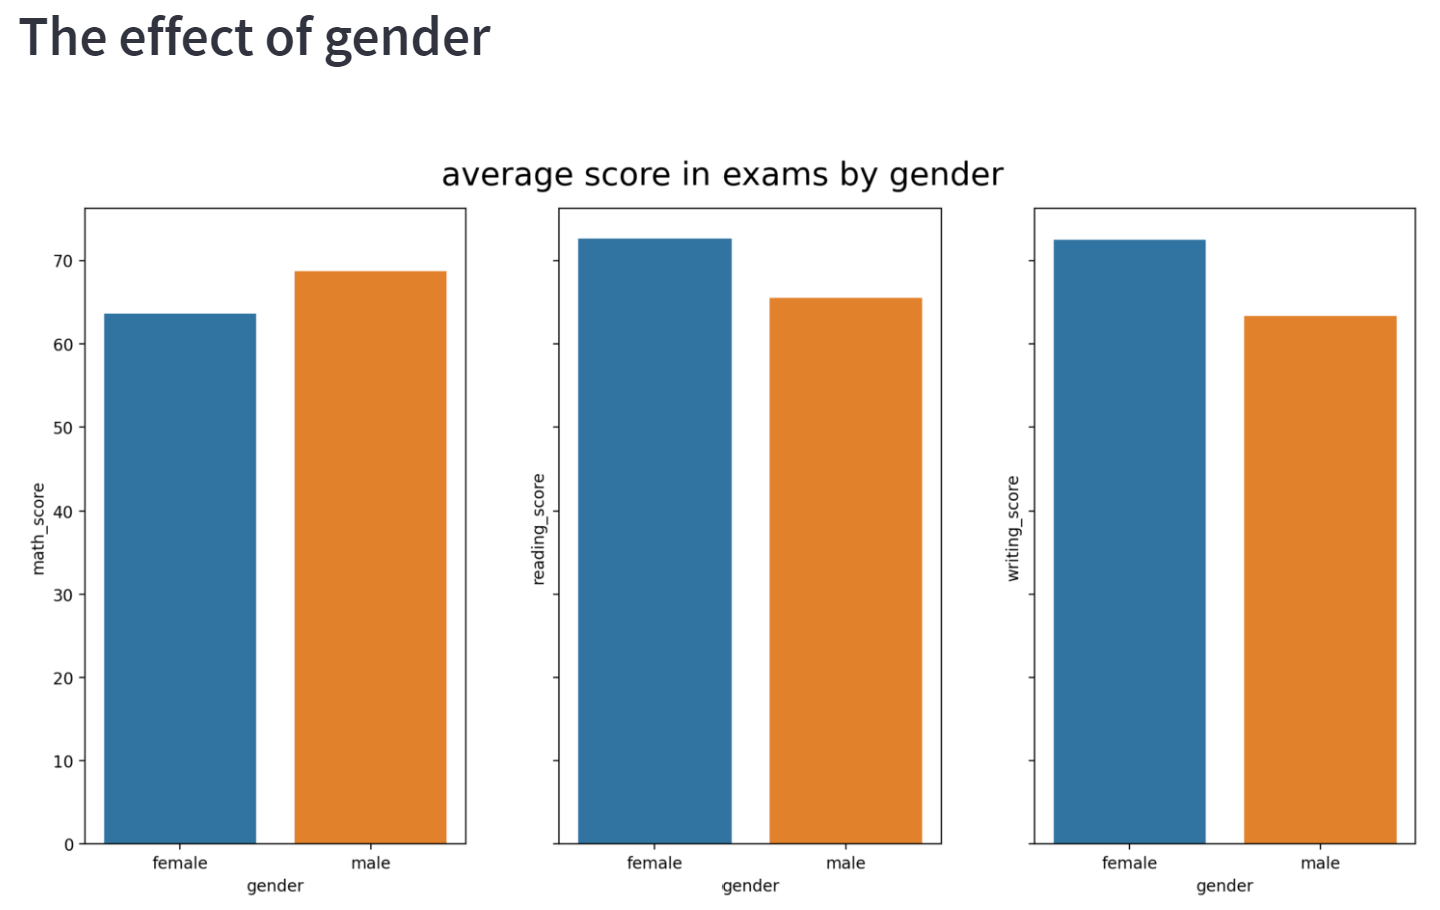 The effect of gender
average score in exams by gender
math_score
70
60
50
40
30
20
10
0
female male
gender
reading_score
female male
gender
writing_score
female male
gender